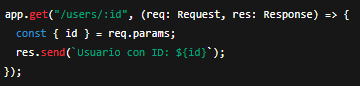 app.get("/users/:id", (req: Request, res: Response) => {
  const { id } = req.params;
  res.send(`Usuario con ID: ${id}`);
});